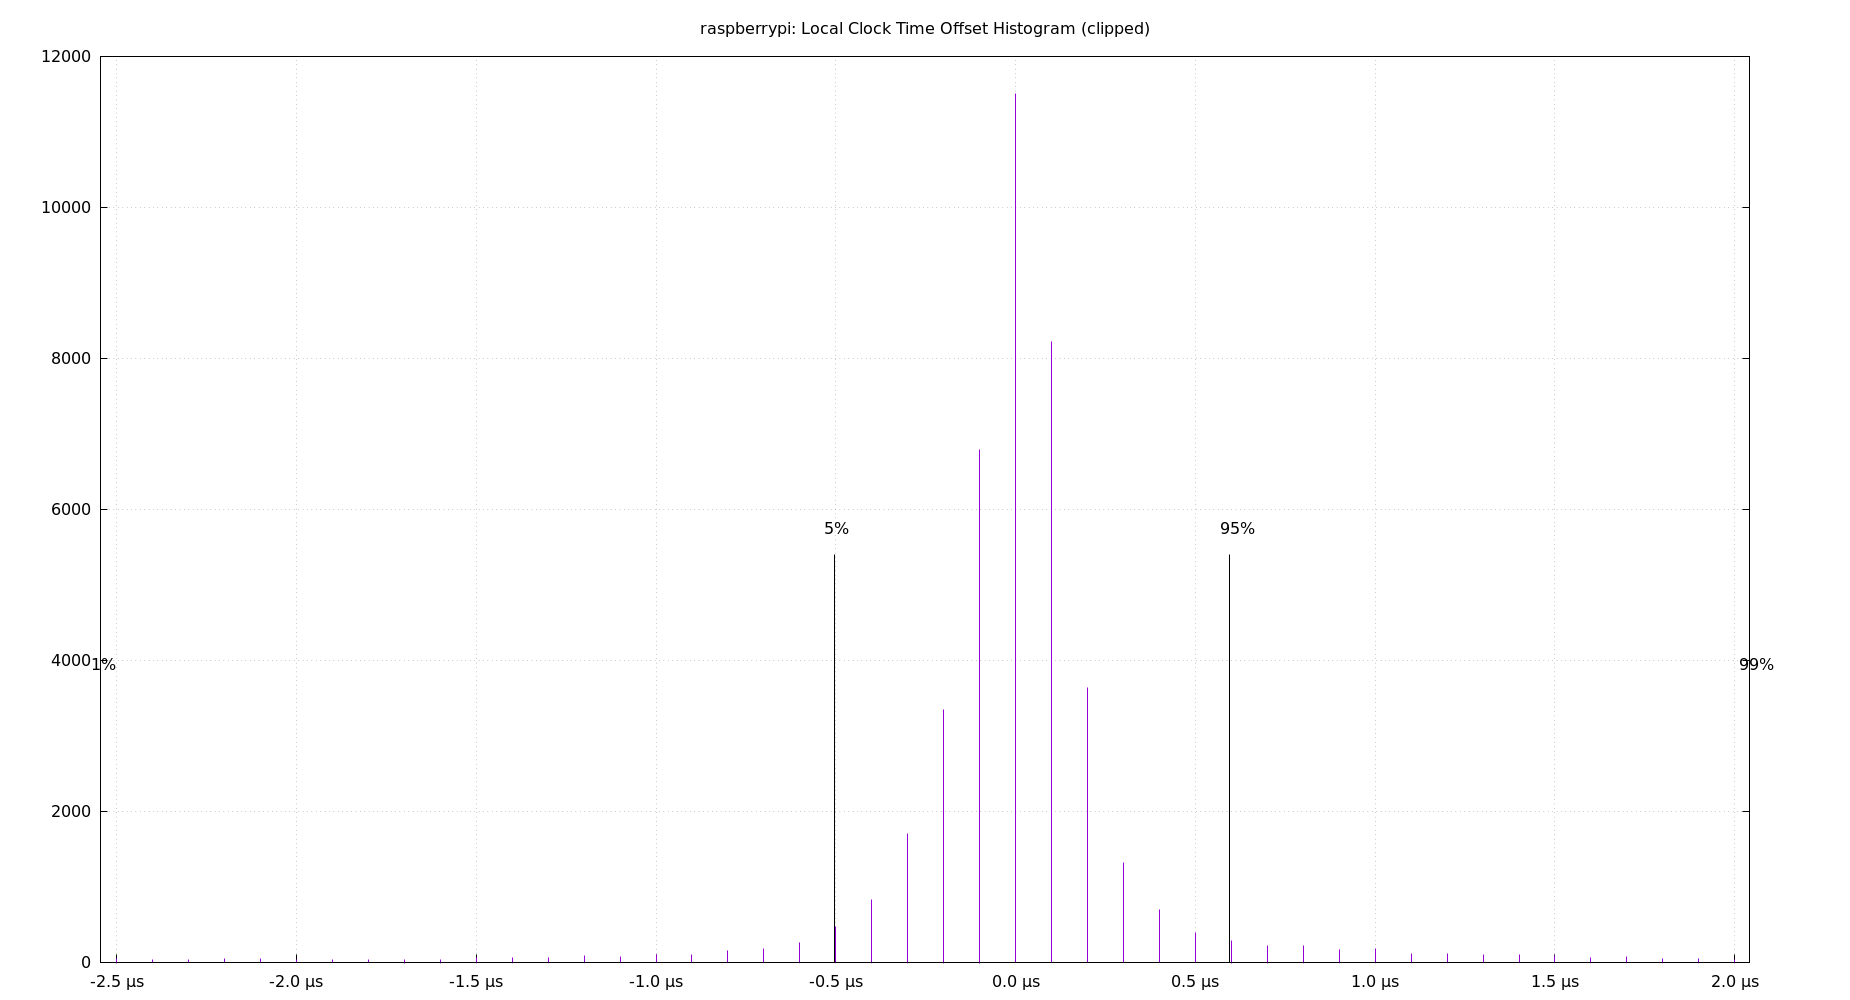 raspberrypi: Local Clock Time Offset Histogram (clipped)
12000
10000
8000
6000
5%
95%
4000
1%
99%
2000
0
-2.5 µs
-2.0 µs
-1.5 µs
-1.0 µs
-0.5 µs
0.0 µs
0.5 µs
1.0 µs
1.5 µs
2.0 µs